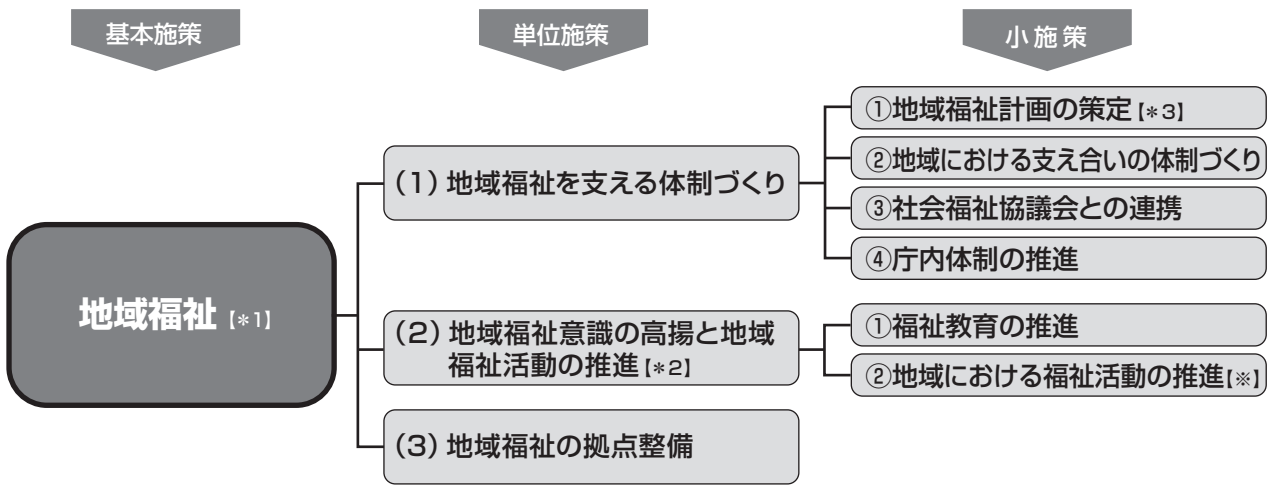 基本施策
単位施策
小施策
地域福祉【*1】
(1)地域福祉を支える体制づくり
①地域福祉計画の策定【*3】
②地域における支え合いの体制づくり
③社会福祉協議会との連携
④庁内体制の推進
(2)地域福祉意識の高揚と地域
福祉活動の推進【*2】
①福祉教育の推進
②地域における福祉活動の推進【※】
(3)地域福祉の拠点整備